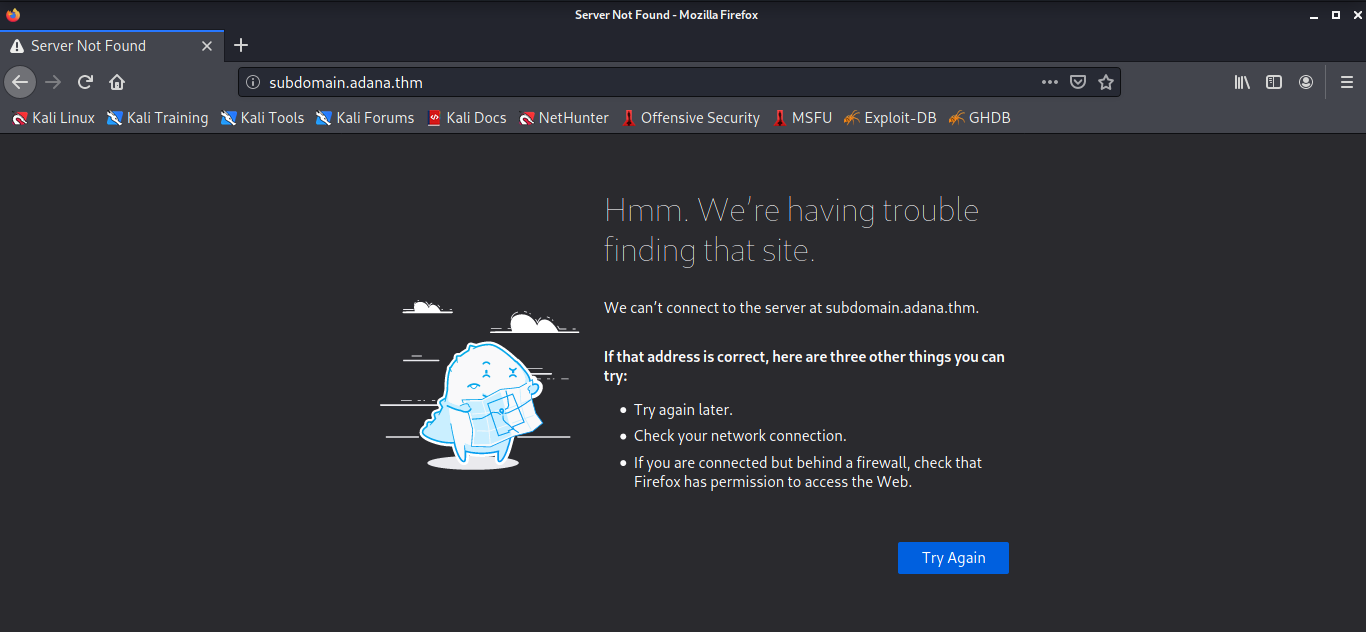 Server Not Found - Mozilla Firefox
Server Not Found
subdomain.adana.thm
Kali Linux Kali Training Kali Tools Kali Forums Kali Docs NetHunter Offensive Security MSFU Exploit-DB GHDB
Hmm. We're having trouble
finding that site.
We can't connect to the server at subdomain.adana.thm.
If that address is correct, here are three other things you can
try:
• Try again later.
• Check your network connection.
• If you are connected but behind a firewall, check that
Firefox has permission to access the Web.
Try Again